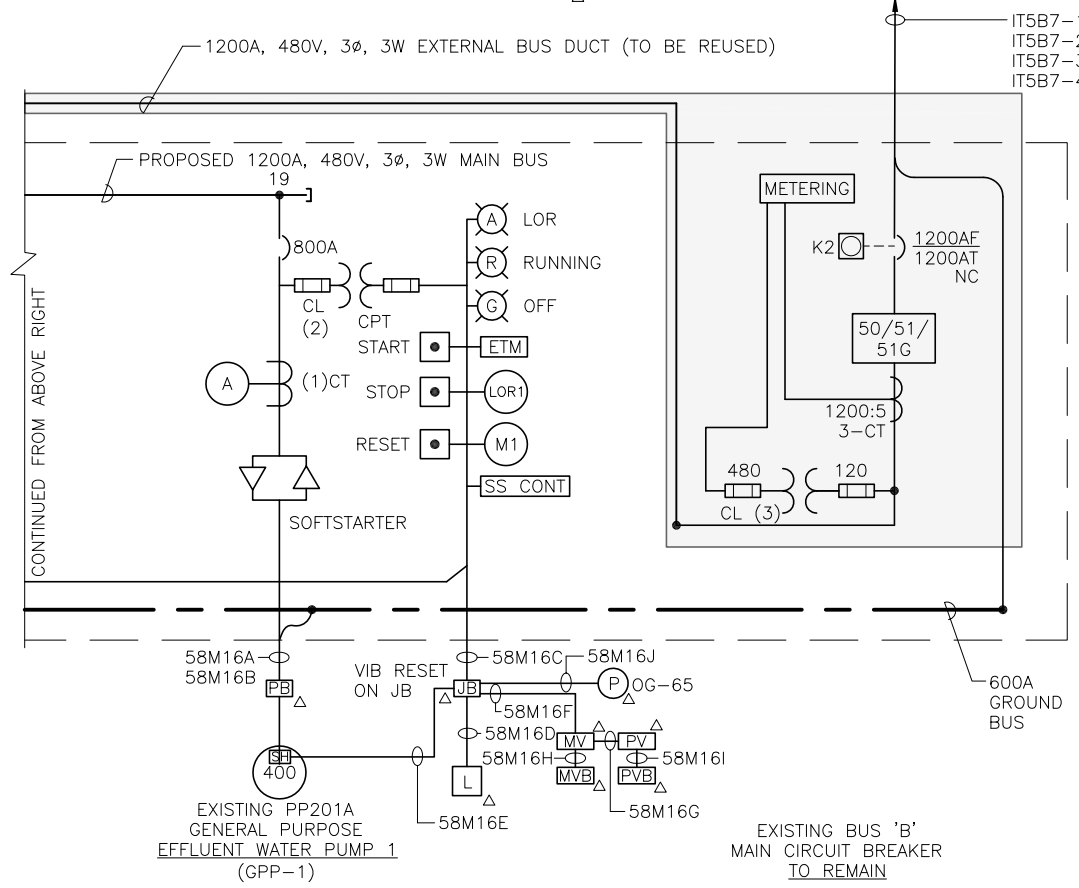 IT5B7-1
IT5B7-2
IT5B7-3
IT5B7-4
1200A, 480V, 3ø, 3W EXTERNAL BUS DUCT (TO BE REUSED)
PROPOSED 1200A, 480V, 3ø, 3W MAIN BUS
19
800A
CL
(2)
CPT
A
(1)CT
SOFTSTARTER
CONTINUED FROM ABOVE RIGHT
A LOR
R RUNNING
G OFF
START ETM
STOP LOR1
RESET M1
SS CONT
METERING
K2
1200AF
1200AT
NC
50/51/
51G
1200:5
3-CT
480
120
CL (3)
58M16A
58M16B
PB
SH
400
EXISTING PP201A
GENERAL PURPOSE
EFFLUENT WATER PUMP 1
(GPP-1)
VIB RESET
ON JB
58M16C
58M16J
JB
P OG-65
58M16F
58M16D
MV
PV
58M16H
58M16I
MVB
PVB
L
58M16G
58M16E
600A
GROUND
BUS
EXISTING BUS 'B'
MAIN CIRCUIT BREAKER
TO REMAIN